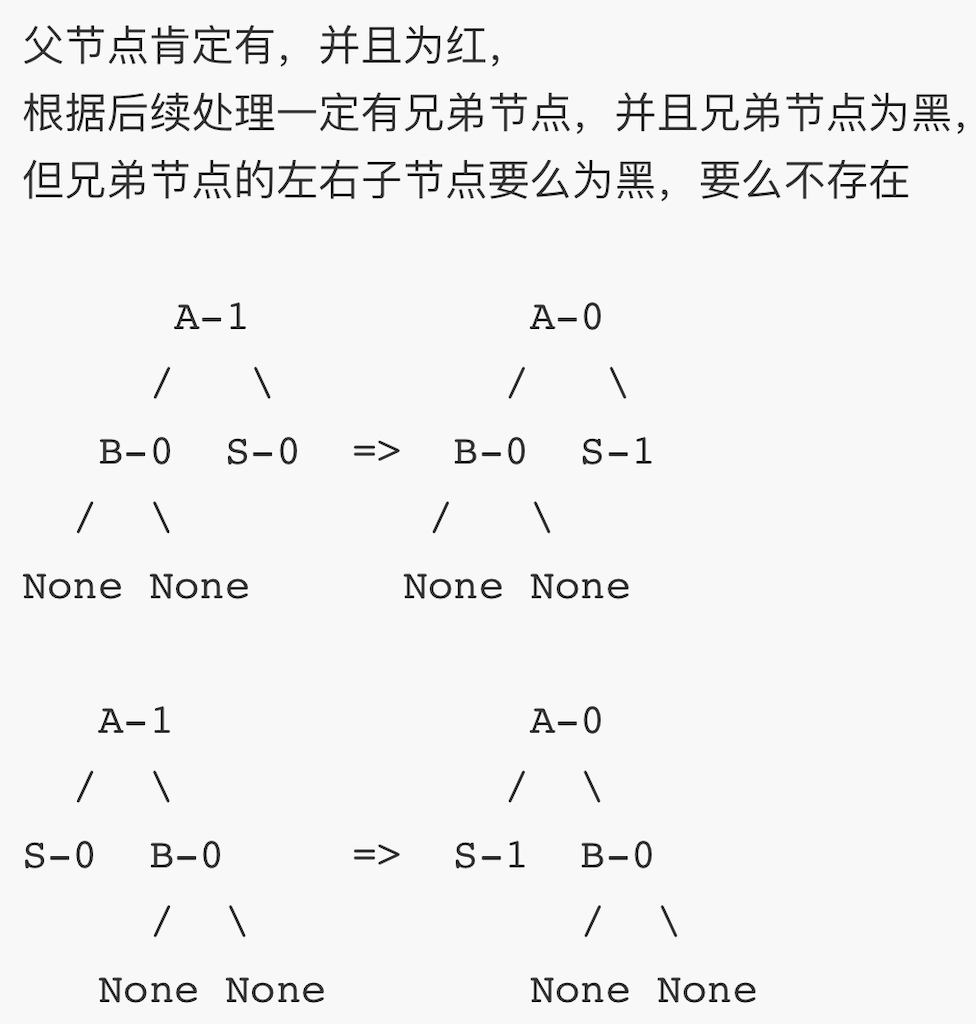 父节点肯定有，并且为红，
根据后续处理一定有兄弟节点，并且兄弟节点为黑，
但兄弟节点的左右子节点要么为黑，要么不存在
A-1 A-0
/ \ / \
B-0 S-0 => B-0 S-1
/ \ / \
None None None None
A-1 A-0
/ \ / \
S-0 B-0 => S-1 B-0
/ \ / \
None None None None